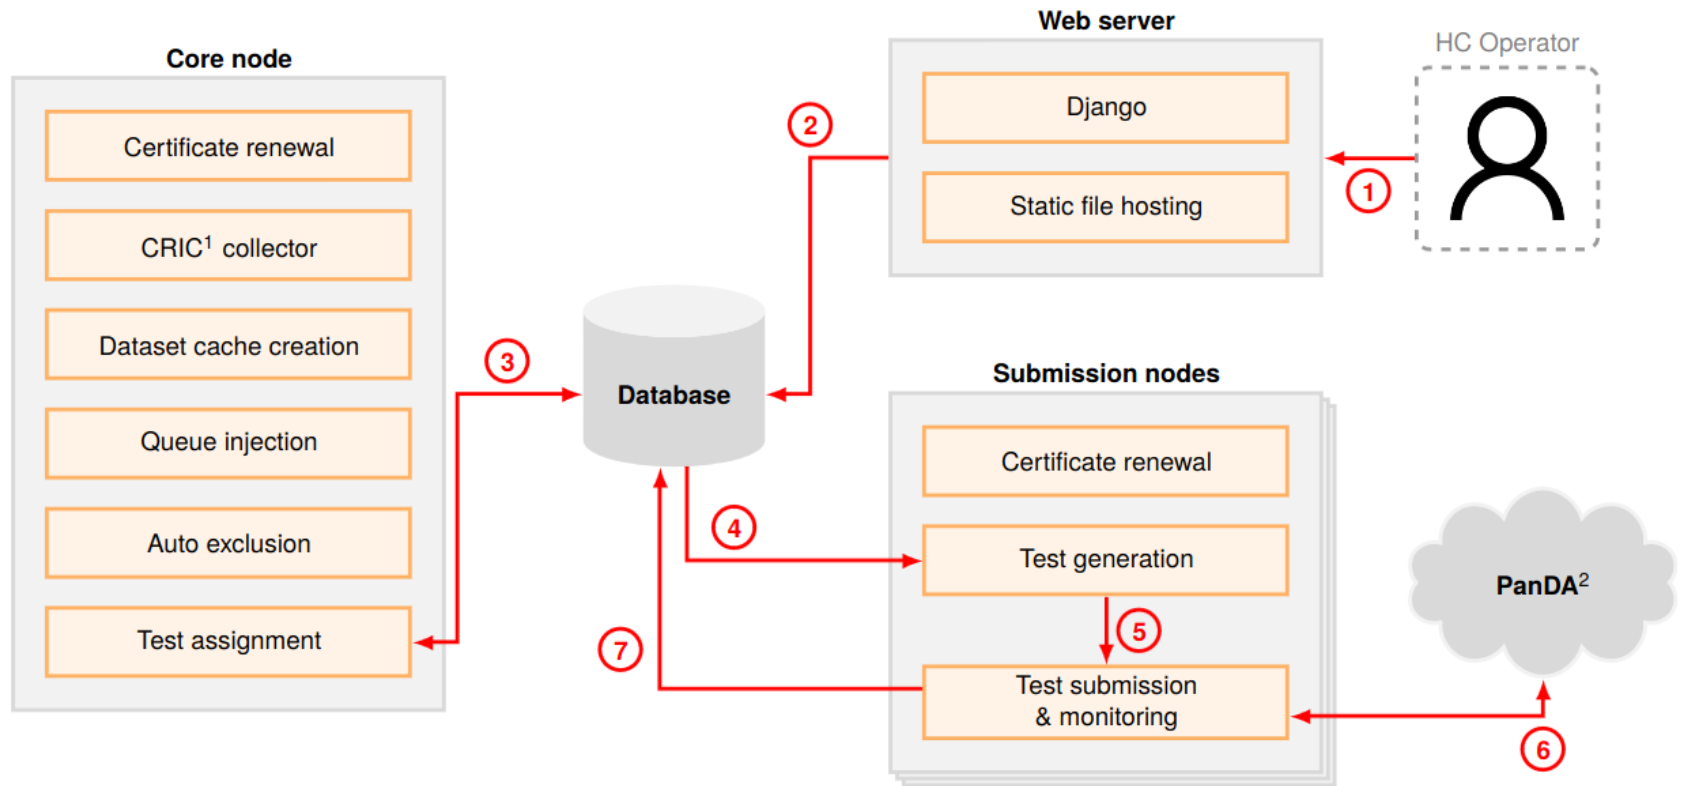 Core node
Certificate renewal
CRIC¹ collector
Dataset cache creation
Queue injection
Auto exclusion
Test assignment
3
Database
2
Web server
Django
Static file hosting
1
HC Operator
4
7
Submission nodes
Certificate renewal
Test generation
5
Test submission
& monitoring
6
PanDA²